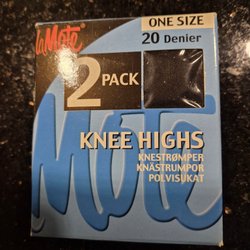 la Mote
ONE SIZE
20 Denier
2 PACK
KNEE HIGHS
KNESTRØMPER
KNÄSTRUMPOR
POLVISUKAT
Mote